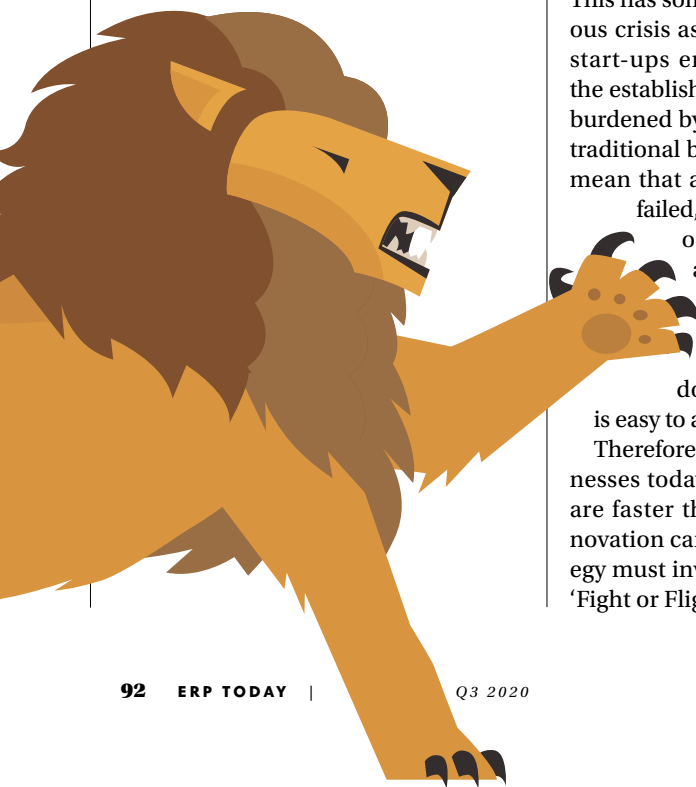 This has som
ous crisis as
start-ups er
the establish
burdened by
traditional b
mean that a
failed,
o
a
do
is easy to a
Therefore
nesses toda
are faster th
novation can
egy must inv
‘Fight or Flig
92 ERP TODAY | Q3 2020